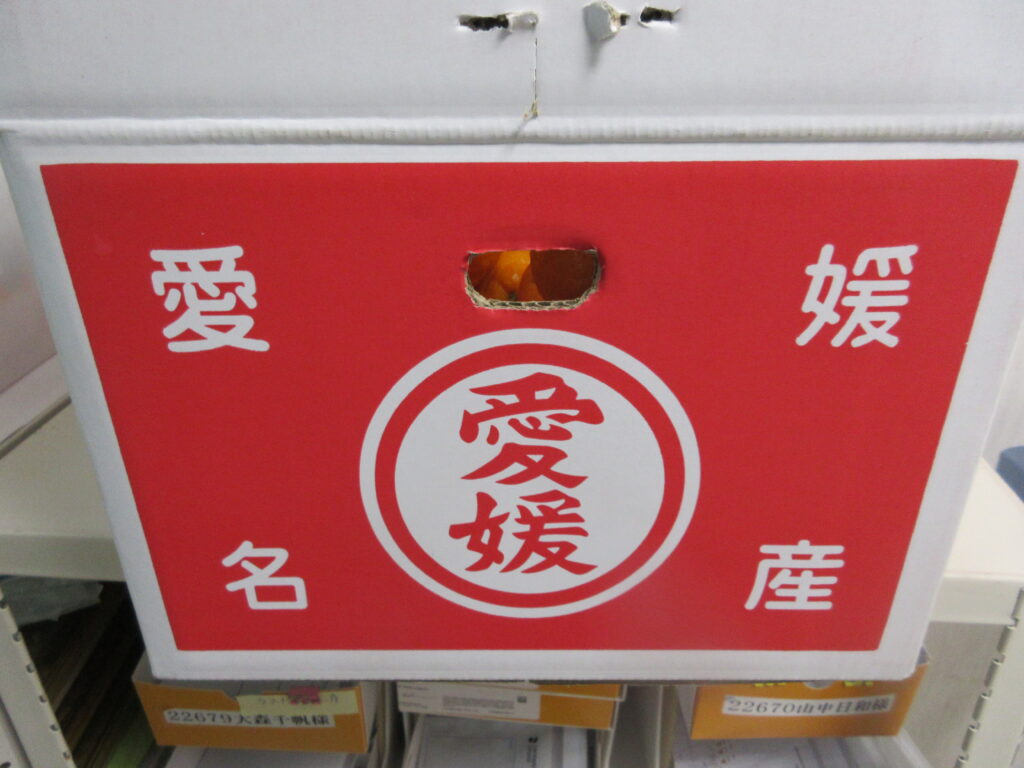 愛 媛
愛媛
名 産
22679大森千帆様
22670山中日和様